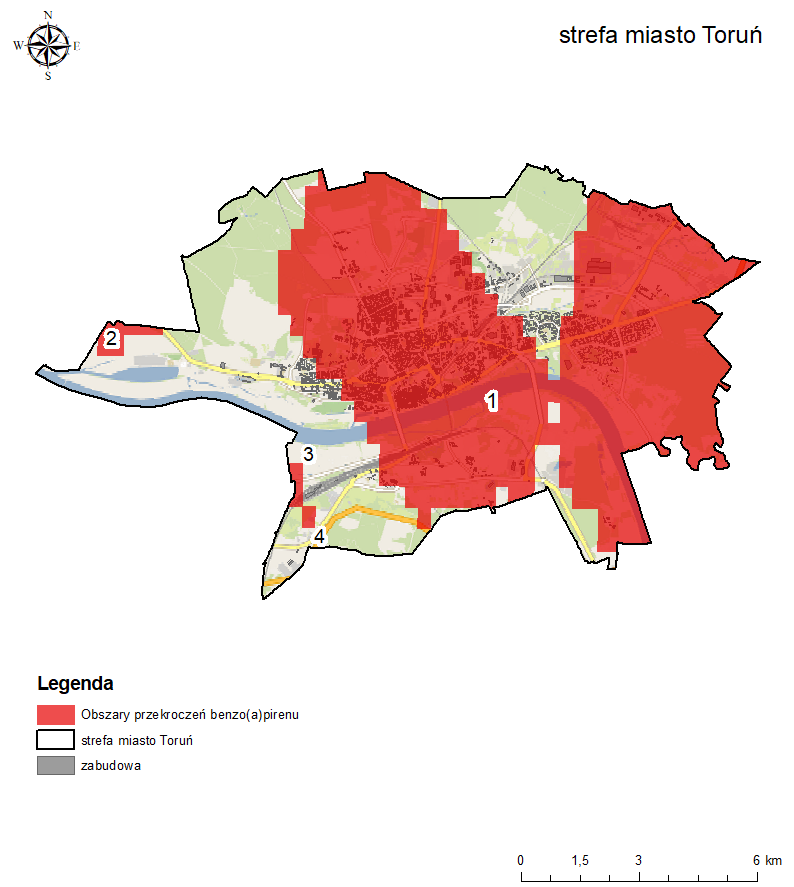 N
W E
S
strefa miasto Toruń
2
1
3
4
Legenda
Obszary przekroczeń benzo(a)pirenu
strefa miasto Toruń
zabudowa
0 1,5 3 6 km